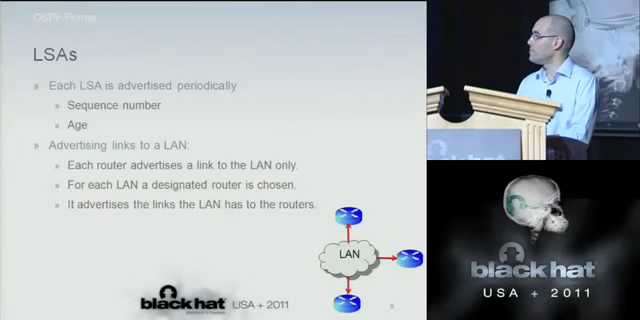 OSPF Primer
LSAs
» Each LSA is advertised periodically
» Sequence number
» Age
» Advertising links to a LAN:
» Each router advertises a link to the LAN only.
» For each LAN a designated router is chosen.
» It advertises the links the LAN has to the routers.
LAN
black hat
USA + 2011
black hat
black hat
USA + 2011